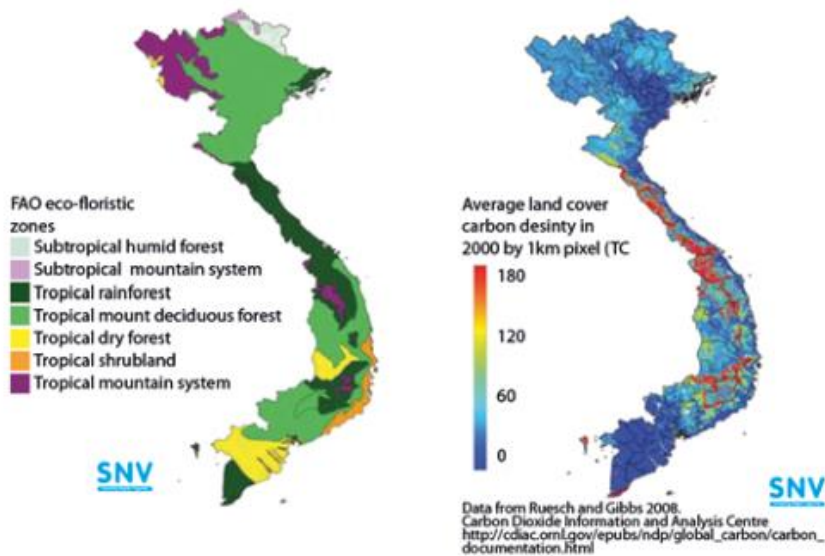 FAO eco-floristic
zones
Subtropical humid forest
Subtropical mountain system
Tropical rainforest
Tropical mount deciduous forest
Tropical dry forest
Tropical shrubland
Tropical mountain system
SNV
Average land cover
carbon desinty in
2000 by 1km pixel (TC
180
120
60
0
SNV
Data from Ruesch and Gibbs 2008.
Carbon Dioxide Information and Analysis Centre
http://cdiac.ornl.gov/epubs/ndp/global_carbon/carbon_
documentation.html